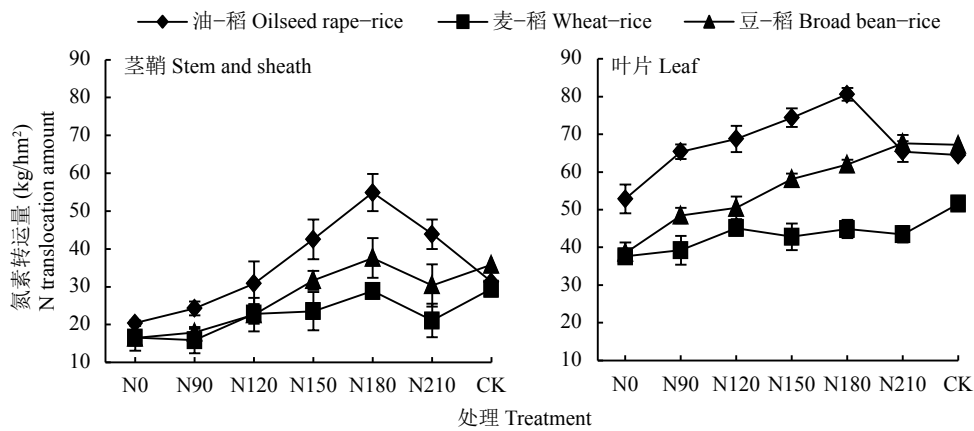 油−稻 Oilseed rape−rice
麦−稻 Wheat−rice
豆−稻 Broad bean−rice
氮素转运量 (kg/hm²)
N translocation amount
茎鞘 Stem and sheath
90
80
70
60
50
40
30
20
10
N0 N90 N120 N150 N180 N210 CK
叶片 Leaf
90
80
70
60
50
40
30
20
10
N0 N90 N120 N150 N180 N210 CK
处理 Treatment